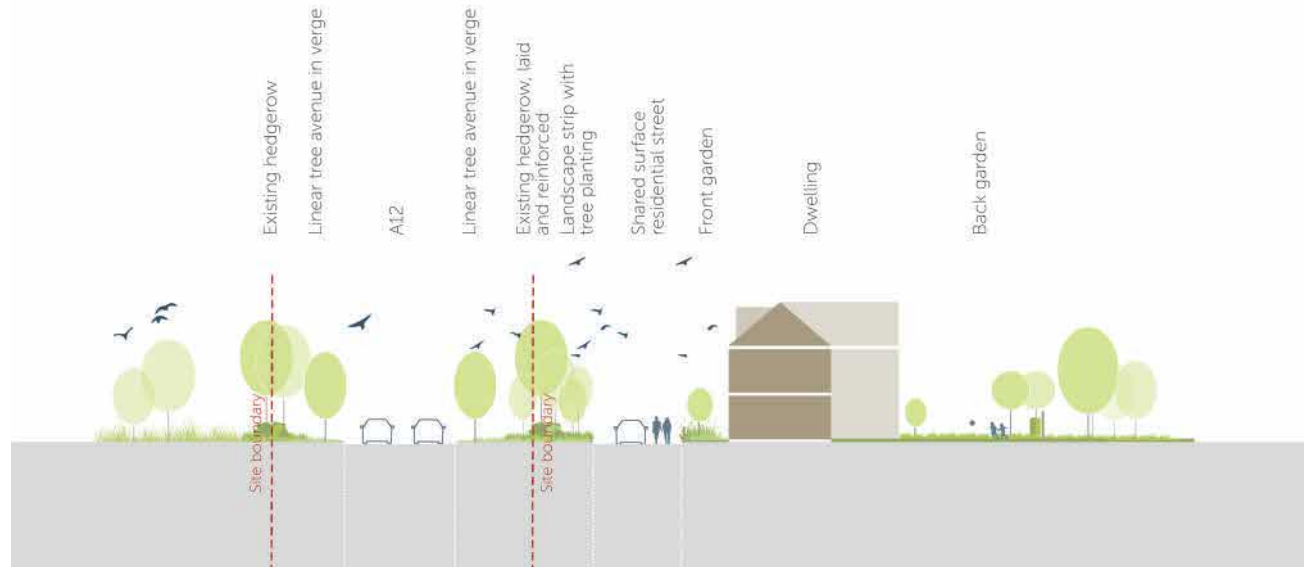 Existing hedgerow
Linear tree avenue in verge
A12
Linear tree avenue in verge
Existing hedgerow, laid
and reinforced
Landscape strip with
tree planting
Shared surface
residential street
Front garden
Dwelling
Back garden
Site boundary
Site boundary